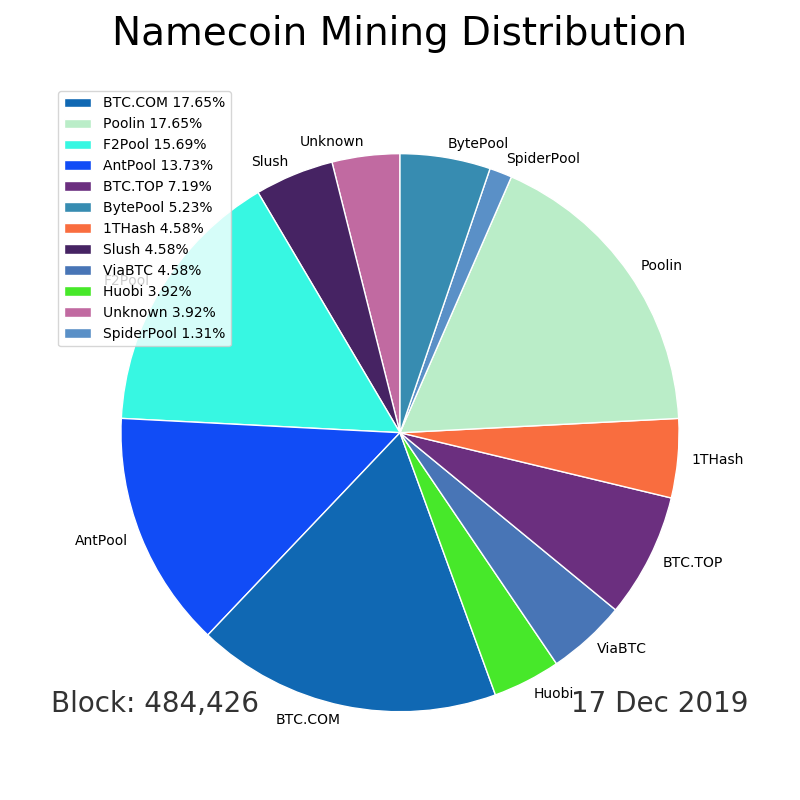 Namecoin Mining Distribution
BTC.COM 17.65%
Poolin 17.65%
F2Pool 15.69%
AntPool 13.73%
BTC.TOP 7.19%
BytePool 5.23%
1THash 4.58%
Slush 4.58%
ViaBTC 4.58%
Huobi 3.92%
Unknown 3.92%
SpiderPool 1.31%
Unknown
BytePool
Slush
SpiderPool
Poolin
F2Pool
1THash
AntPool
BTC.TOP
ViaBTC
Huobi
BTC.COM
Block: 484,426
17 Dec 2019